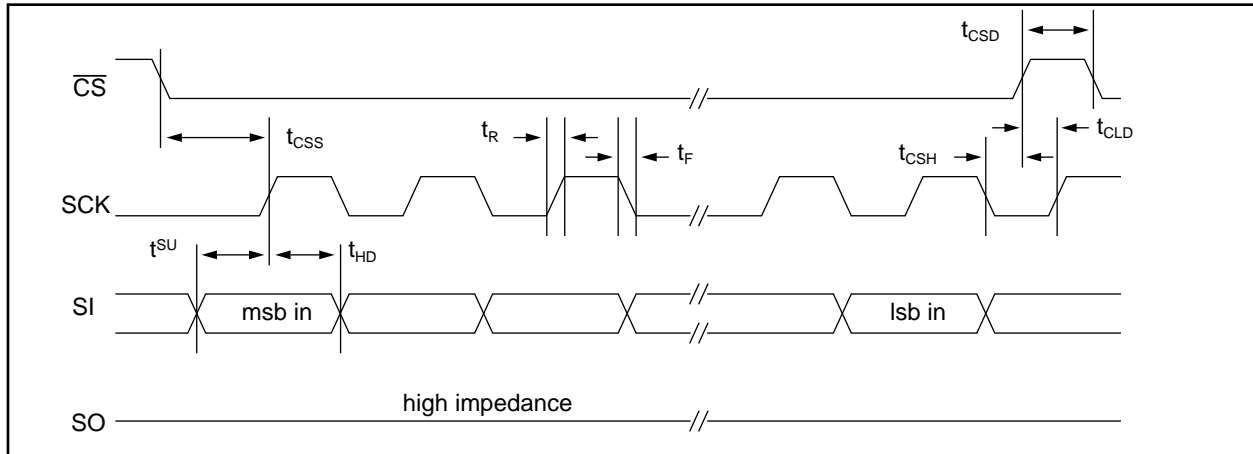 tCSD
CS
tCSS
tR
tF
tCSH
tCLD
SCK
tSU
tHD
SI
msb in
lsb in
high impedance
SO